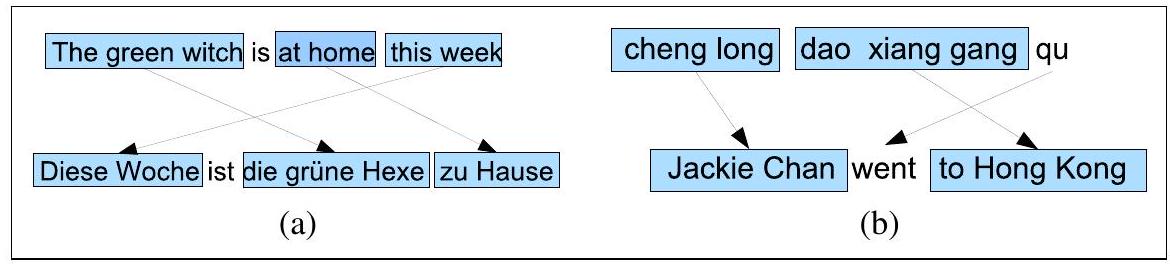 The green witch is at home this week
Diese Woche ist die grüne Hexe zu Hause
(a)
cheng long dao xiang gang qu
Jackie Chan went to Hong Kong
(b)